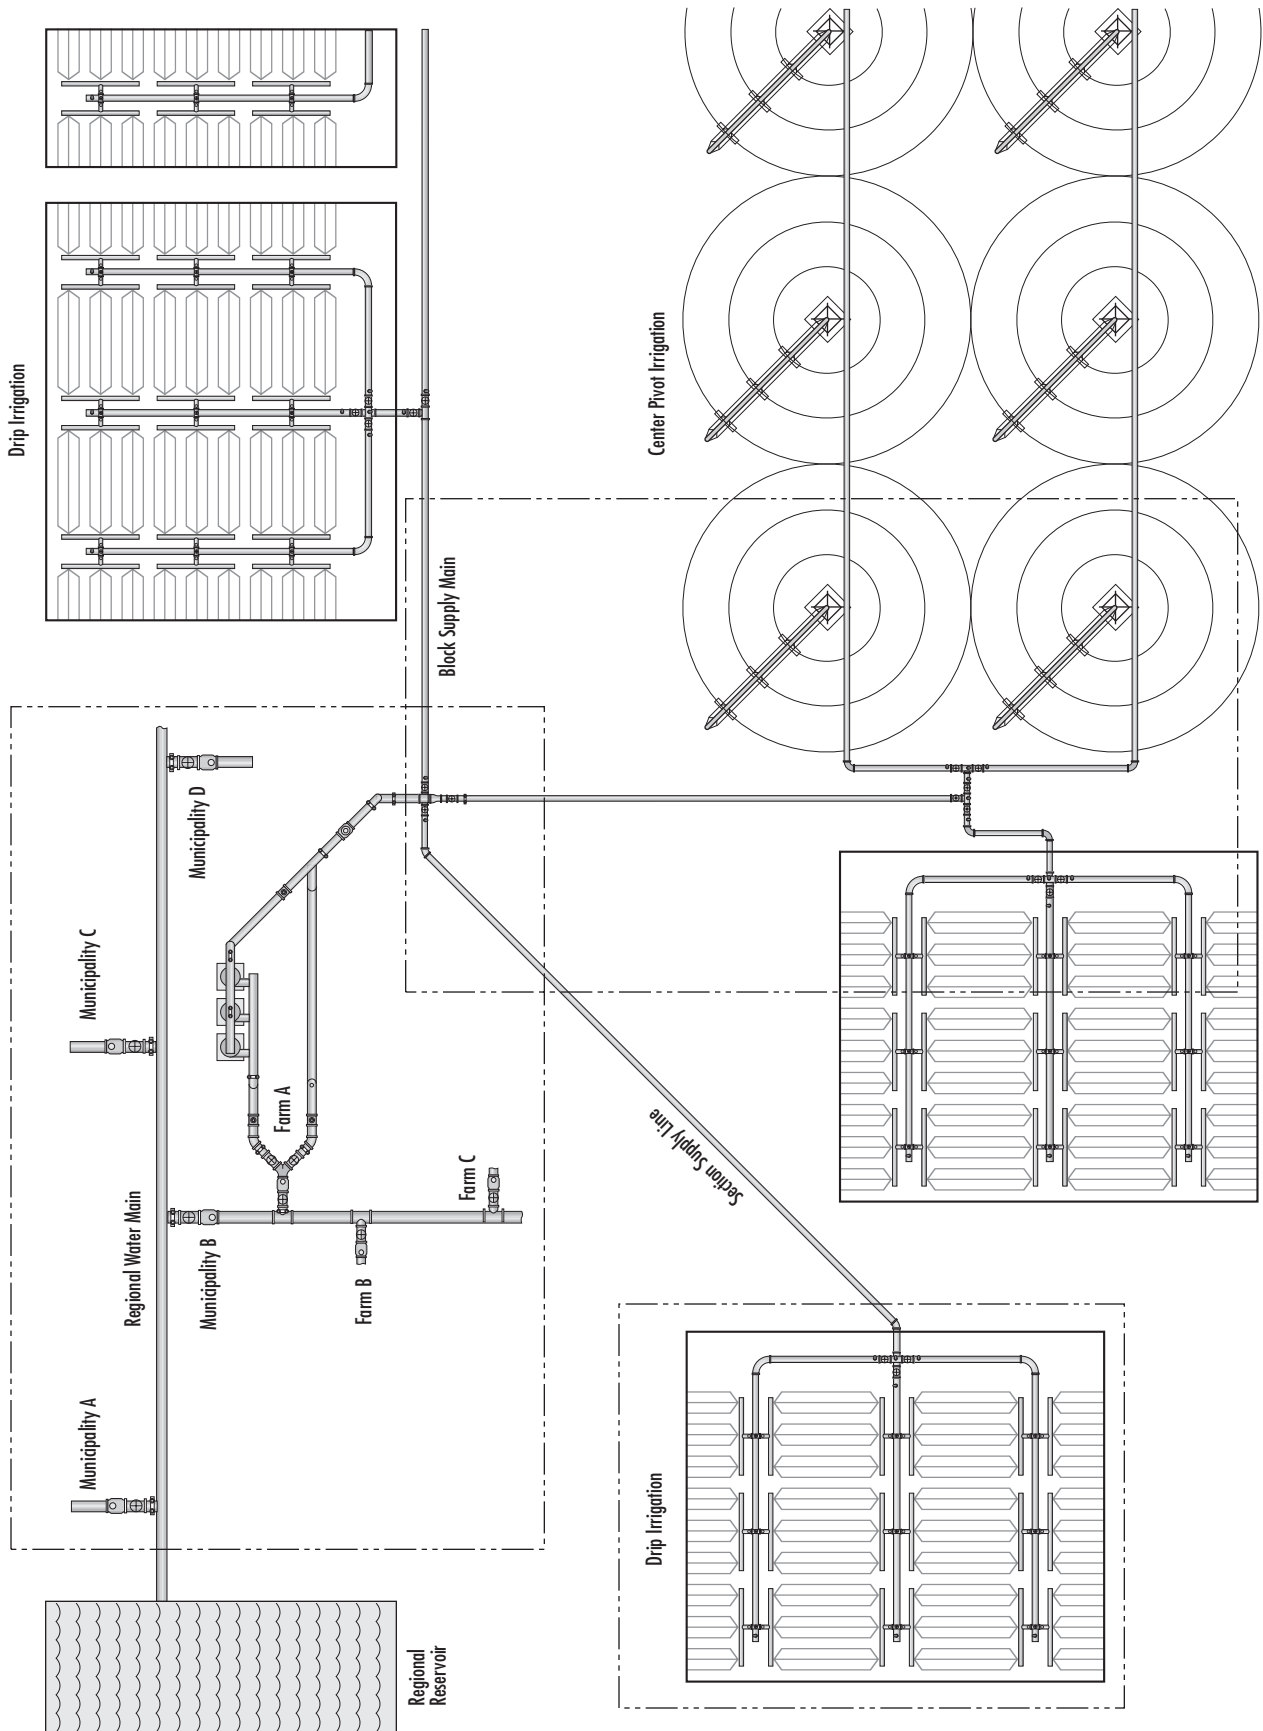 Drip Irrigation
Center Pivot Irrigation
Block Supply Main
Municipality D
Municipality C
Farm A
Farm C
Section Supply Line
Regional Water Main
Municipality B
Farm B
Municipality A
Drip Irrigation
Regional
Reservoir